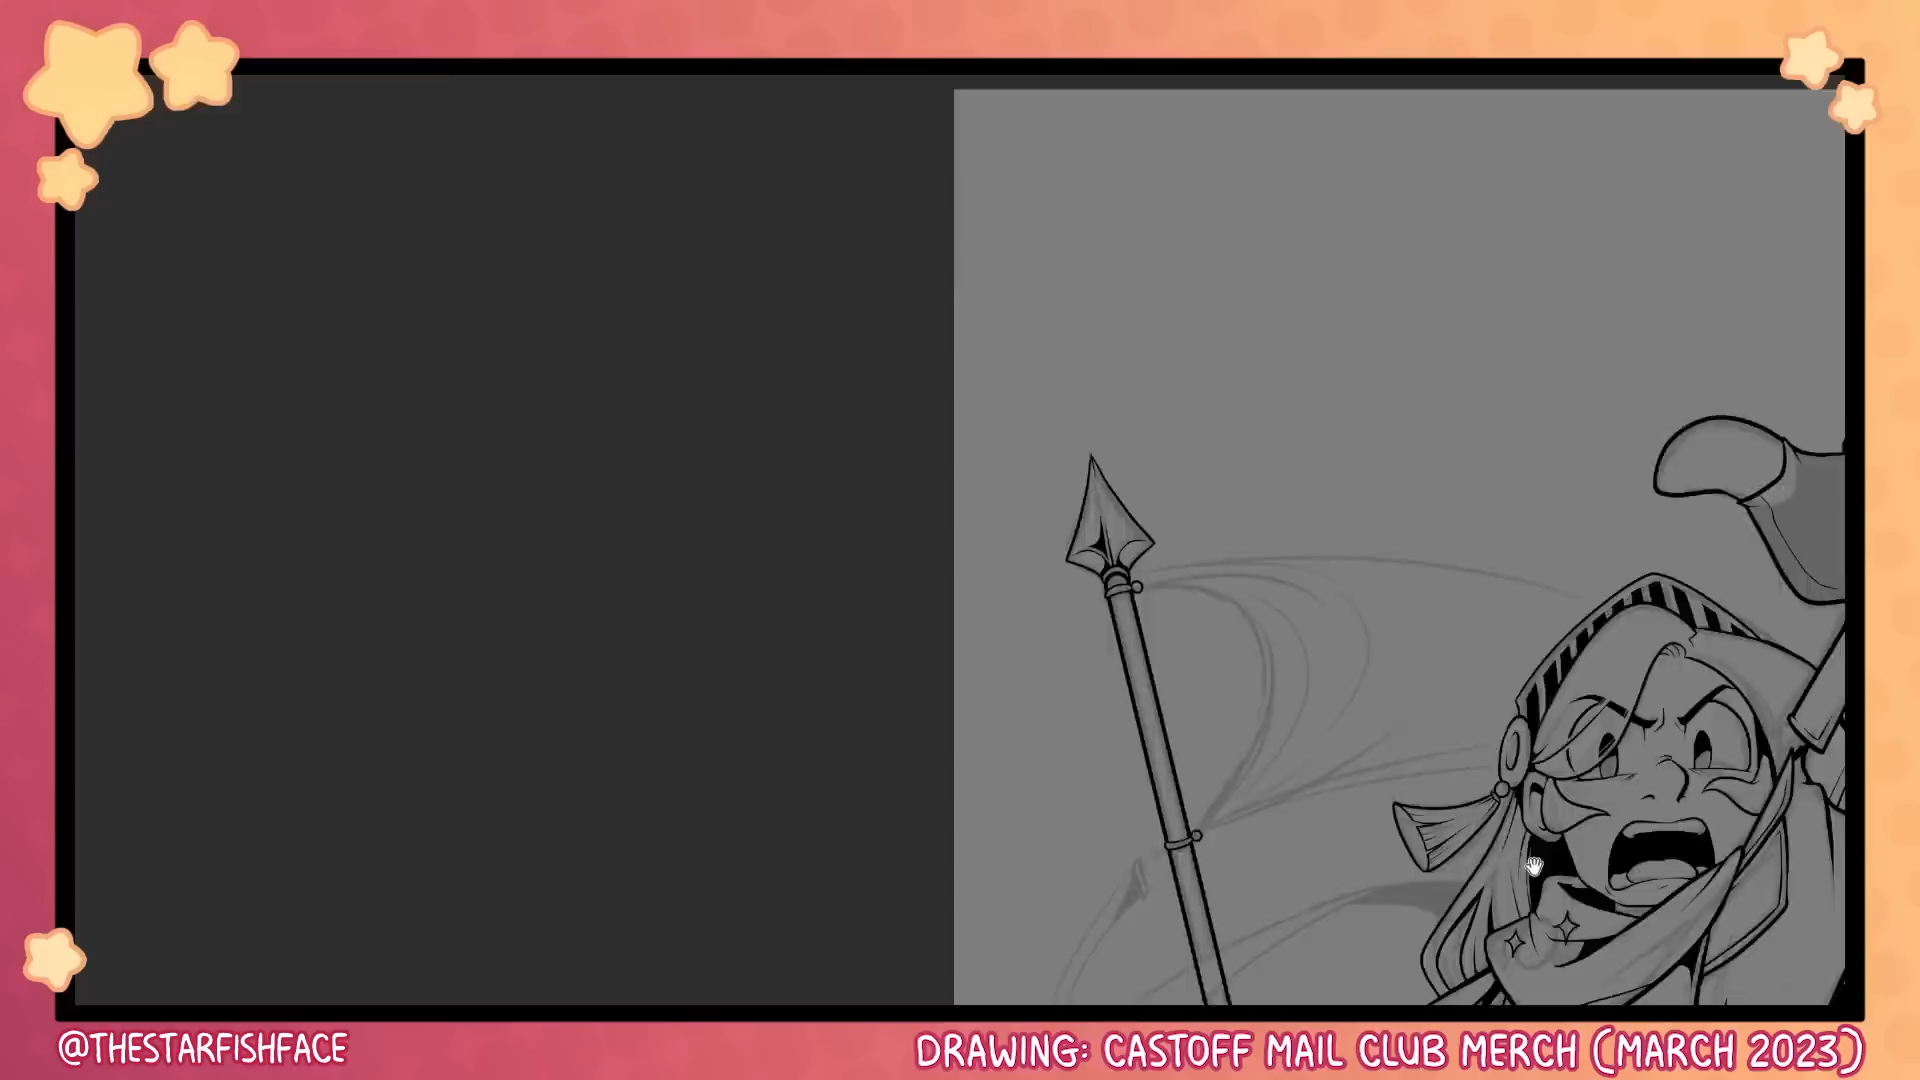 @THESTARFISHFACE
DRAWING: CASTOFF MAIL CLUB MERCH (MARCH 2023)